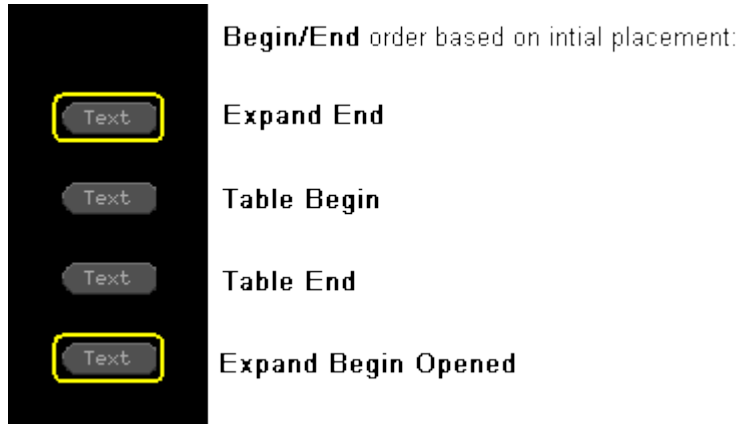 Begin/End order based on intial placement:
Text Expand End
Text Table Begin
Text Table End
Text Expand Begin Opened